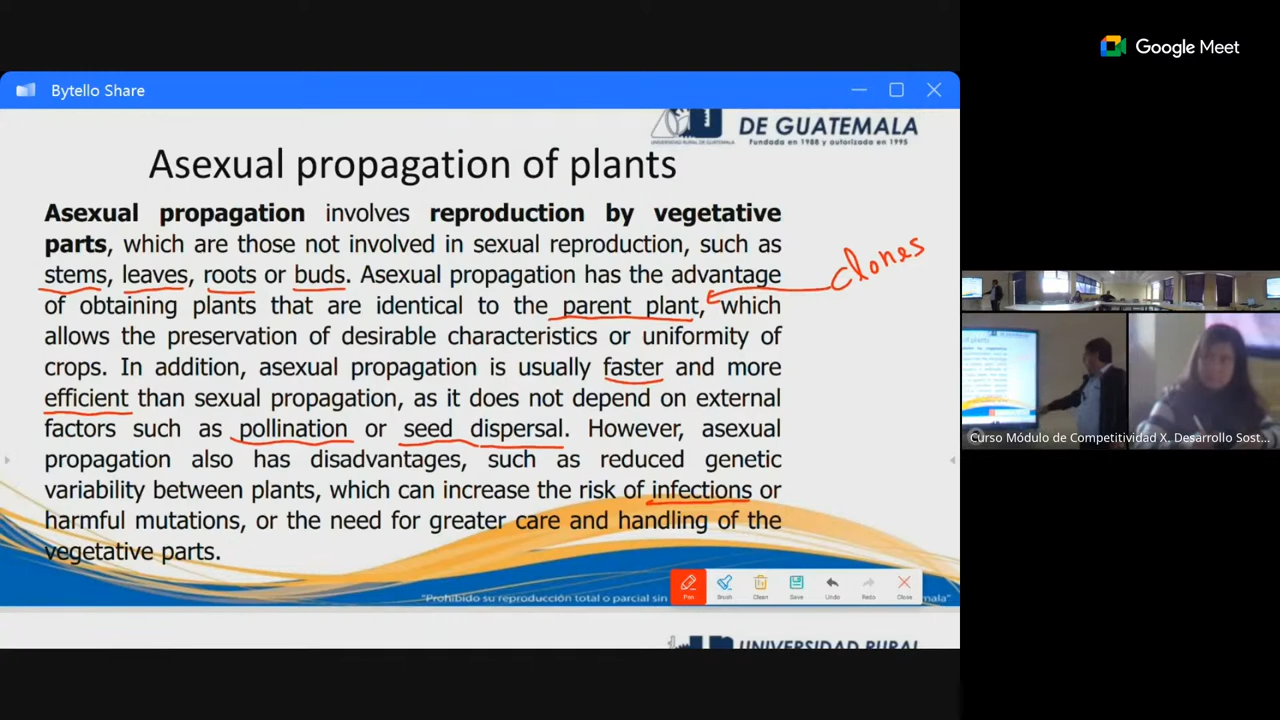 Google Meet
Bytello Share
DE GUATEMALA
UNIVERSIDAD RURAL DE GUATEMALA
Fundada en 1988 y autorizado en 1995
Asexual propagation of plants
Asexual propagation involves reproduction by vegetative
parts, which are those not involved in sexual reproduction, such as
stems, leaves, roots or buds. Asexual propagation has the advantage
of obtaining plants that are identical to the parent plant, which
allows the preservation of desirable characteristics or uniformity of
crops. In addition, asexual propagation is usually faster and more
efficient than sexual propagation, as it does not depend on external
factors such as pollination or seed dispersal. However, asexual
propagation also has disadvantages, such as reduced genetic
variability between plants, which can increase the risk of infections or
harmful mutations, or the need for greater care and handling of the
vegetative parts.
clones
Curso Módulo de Competitividad X. Desarrollo Sost...
Pen Brush Clean Save Undo Redo Close
"Prohibido su reproducción total o parcial sin
mala"
UNIVERSIDAD RURAL